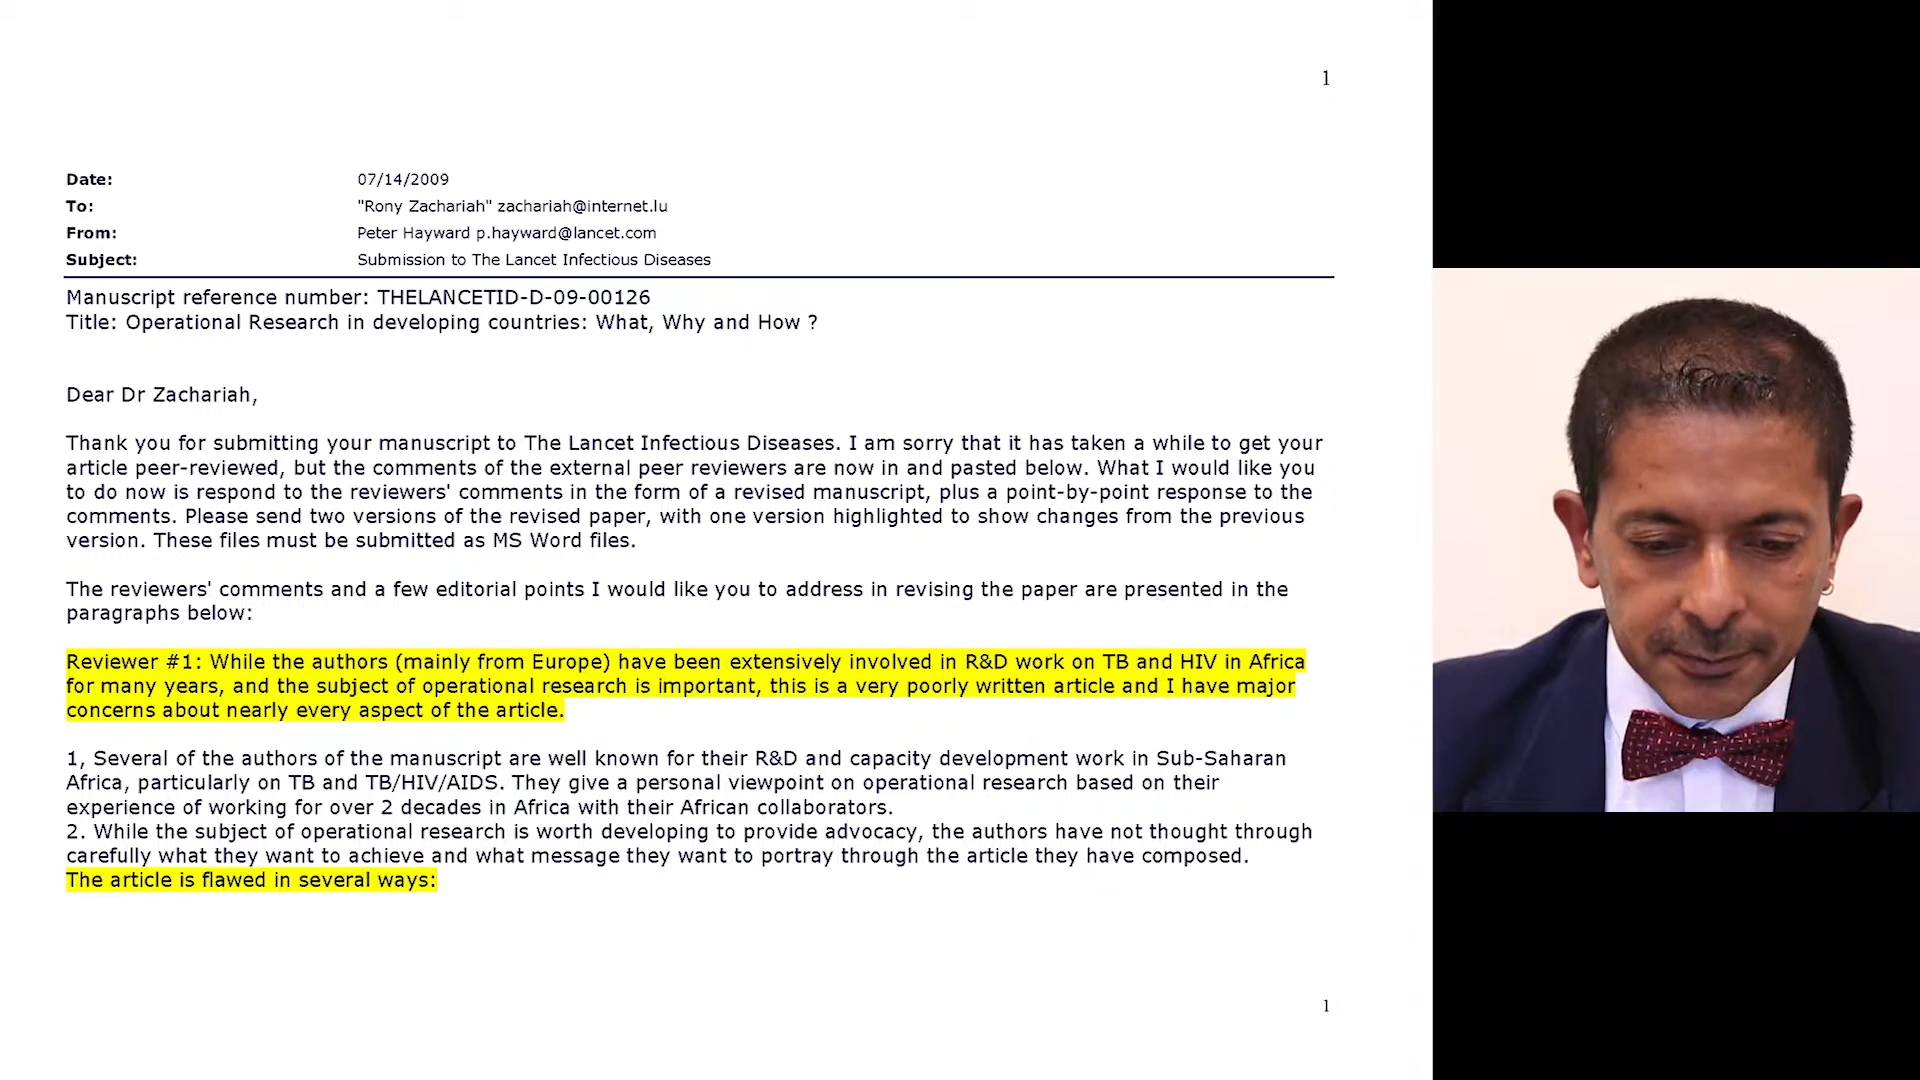 1
Date: 07/14/2009
To: "Rony Zachariah" zachariah@internet.lu
From: Peter Hayward p.hayward@lancet.com
Subject: Submission to The Lancet Infectious Diseases
Manuscript reference number: THELANCETID-D-09-00126
Title: Operational Research in developing countries: What, Why and How ?
Dear Dr Zachariah,
Thank you for submitting your manuscript to The Lancet Infectious Diseases. I am sorry that it has taken a while to get your
article peer-reviewed, but the comments of the external peer reviewers are now in and pasted below. What I would like you
to do now is respond to the reviewers' comments in the form of a revised manuscript, plus a point-by-point response to the
comments. Please send two versions of the revised paper, with one version highlighted to show changes from the previous
version. These files must be submitted as MS Word files.
The reviewers' comments and a few editorial points I would like you to address in revising the paper are presented in the
paragraphs below:
Reviewer #1: While the authors (mainly from Europe) have been extensively involved in R&D work on TB and HIV in Africa
for many years, and the subject of operational research is important, this is a very poorly written article and I have major
concerns about nearly every aspect of the article.
1, Several of the authors of the manuscript are well known for their R&D and capacity development work in Sub-Saharan
Africa, particularly on TB and TB/HIV/AIDS. They give a personal viewpoint on operational research based on their
experience of working for over 2 decades in Africa with their African collaborators.
2. While the subject of operational research is worth developing to provide advocacy, the authors have not thought through
carefully what they want to achieve and what message they want to portray through the article they have composed.
The article is flawed in several ways:
1